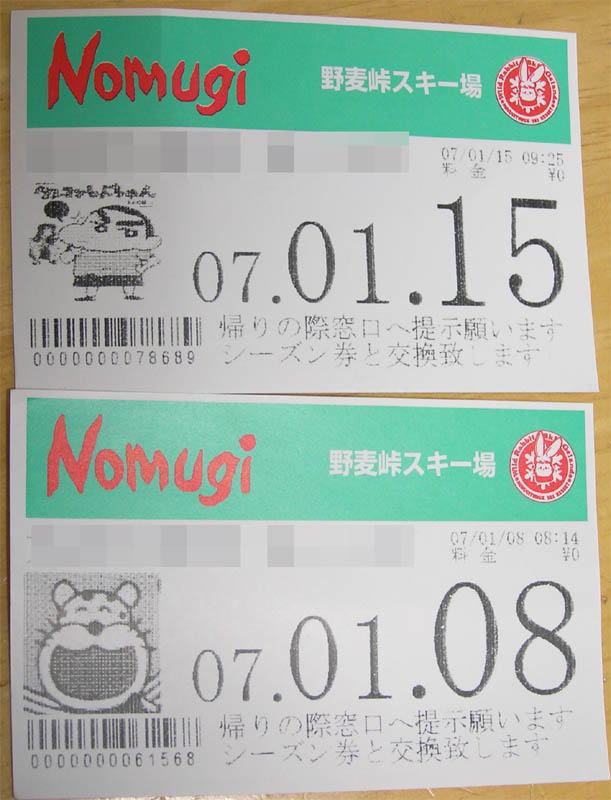 Nomugi
野麦峠スキー場
07/01/15 09:25
料金 ¥0
07.01.15
帰りの際窓口へ提示願います
シーズン券と交換致します
0000000078689
Nomugi
野麦峠スキー場
07/01/08 08:14
料金 ¥0
07.01.08
帰りの際窓口へ提示願います
シーズン券と交換致します
0000000061568